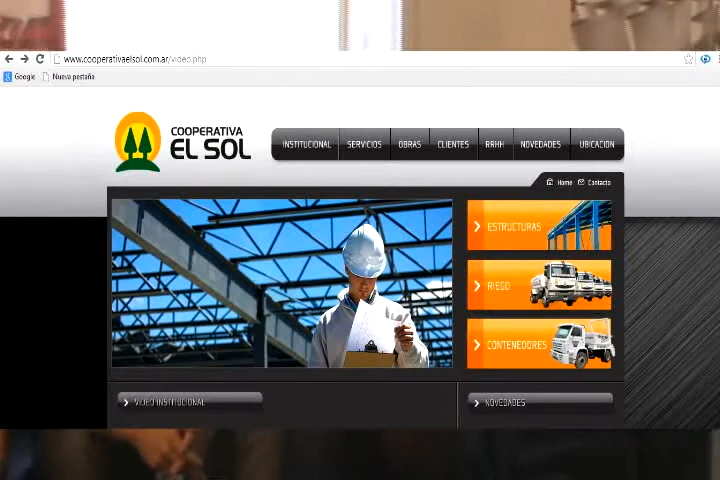 www.cooperativaelsol.com.ar/video.php
Google Nueva pestaña
COOPERATIVA
EL SOL
INSTITUCIONAL SERVICIOS OBRAS CLIENTES RRHH NOVEDADES UBICACION
Home Contacto
ESTRUCTURAS
RIEGO
CONTENEDORES
VIDEO INSTITUCIONAL
NOVEDADES